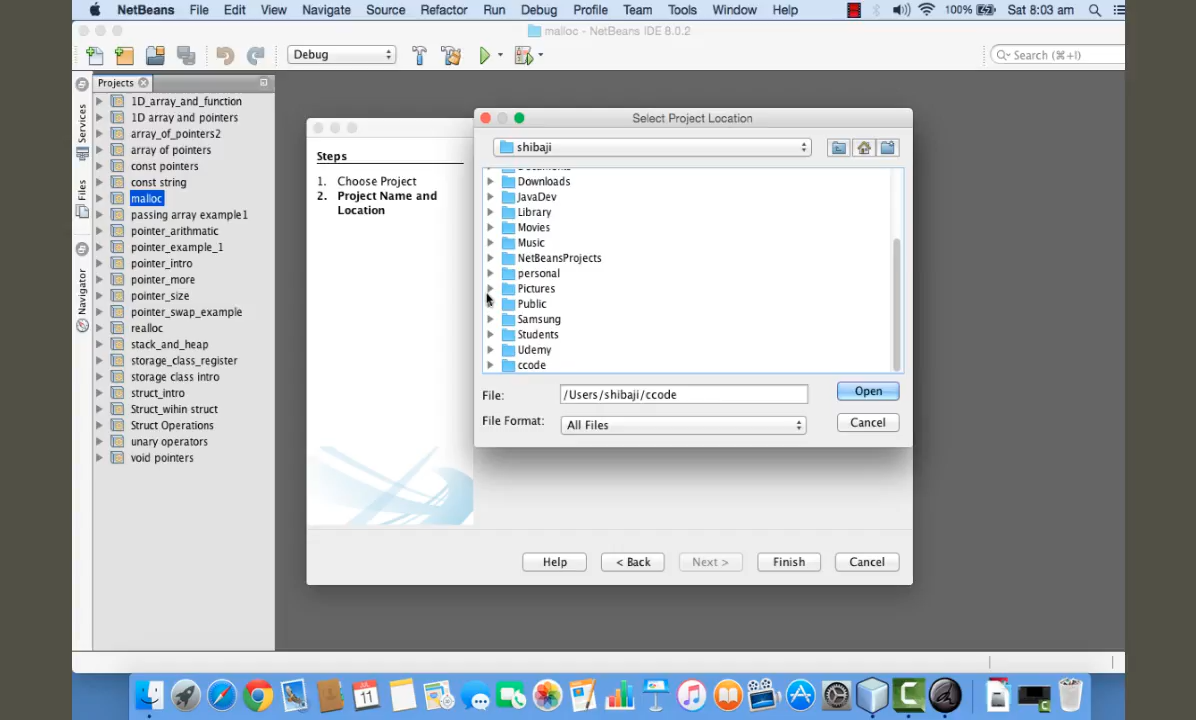 NetBeans File Edit View Navigate Source Refactor Run Debug Profile Team Tools Window Help 100% Sat 8:03 am
malloc - NetBeans IDE 8.0.2
Debug
Search (⌘+I)
Projects
Services
Files
Navigator
1D_array_and_function
1D array and pointers
array_of_pointers2
array of pointers
const pointers
const string
malloc
passing array example1
pointer_arithmatic
pointer_example_1
pointer_intro
pointer_more
pointer_size
pointer_swap_example
realloc
stack_and_heap
storage_class_register
storage class intro
struct_intro
Struct_wihin struct
Struct Operations
unary operators
void pointers
Steps
1. Choose Project
2. Project Name and
Location
Select Project Location
shibaji
Documents
Downloads
JavaDev
Library
Movies
Music
NetBeansProjects
personal
Pictures
Public
Samsung
Students
Udemy
ccode
File: /Users/shibaji/ccode
Open
File Format: All Files
Cancel
Help < Back Next > Finish Cancel
11